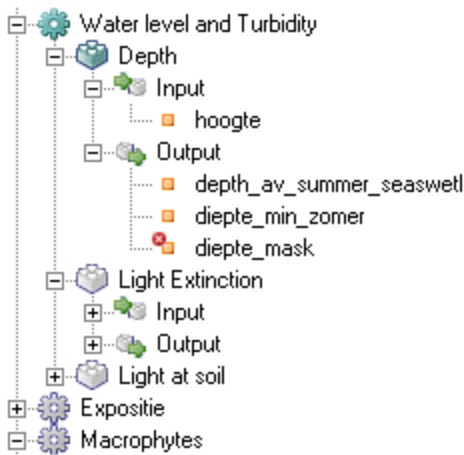 Water level and Turbidity
Depth
Input
hoogte
Output
depth_av_summer_seaswetl
diepte_min_zomer
diepte_mask
Light Extinction
Input
Output
Light at soil
Expositie
Macrophytes